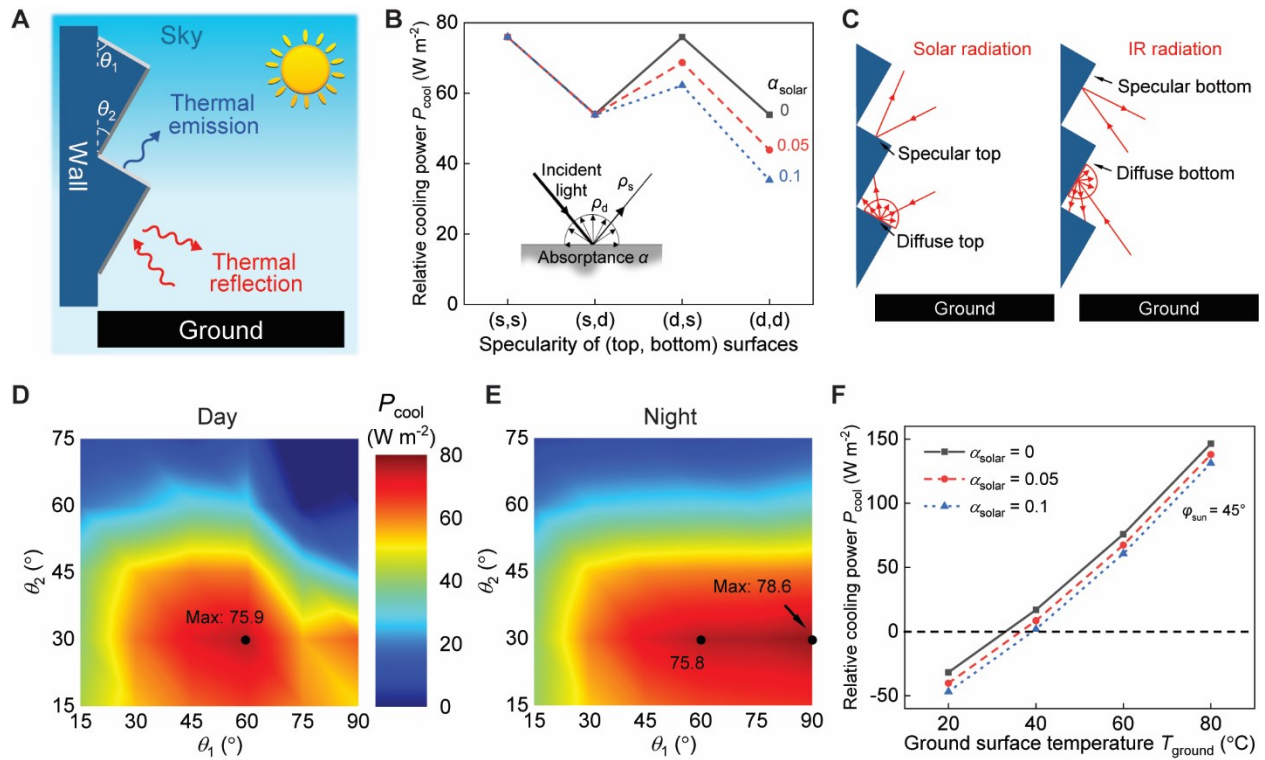 A
Sky
θ1
θ2
Thermal
emission
Wall
Thermal
reflection
Ground
B
Relative cooling power Pcool (W m-2)
80
60
40
20
0
αsolar
0
0.05
0.1
Incident
light
ρd
ρs
Absorptance α
(s,s)
(s,d)
(d,s)
(d,d)
Specularity of (top, bottom) surfaces
C
Solar radiation
IR radiation
Specular bottom
Specular top
Diffuse bottom
Diffuse top
Ground
Ground
D
Day
Pcool
(W m-2)
75
60
45
30
15
θ2 (°)
Max: 75.9
15
30
45
60
75
90
θ1 (°)
80
60
40
20
0
E
Night
75
60
45
30
15
θ2 (°)
Max: 78.6
75.8
15
30
45
60
75
90
θ1 (°)
F
Relative cooling power Pcool (W m-2)
150
100
50
0
-50
αsolar = 0
αsolar = 0.05
αsolar = 0.1
φsun = 45°
20
40
60
80
Ground surface temperature Tground (°C)